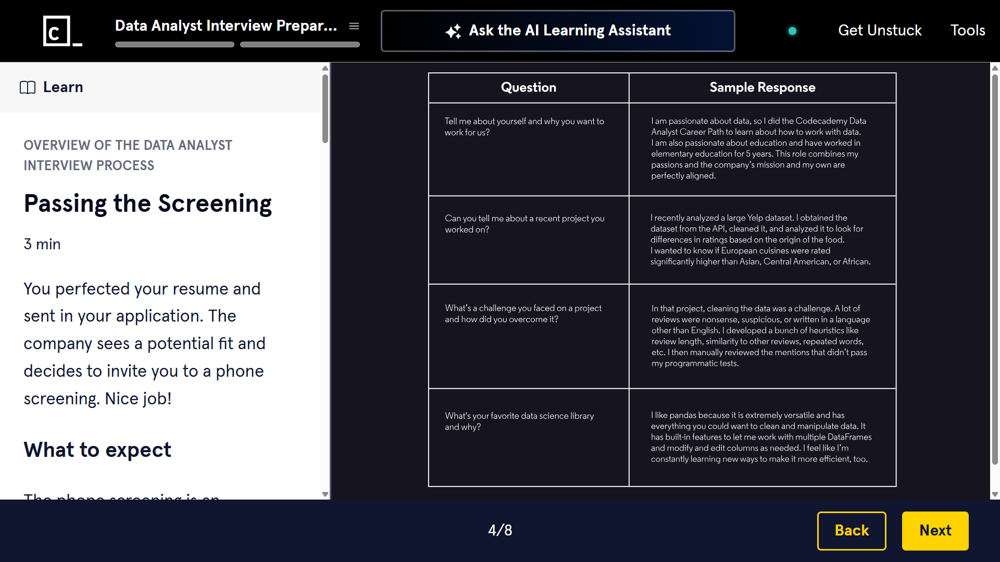 Data Analyst Interview Prepar...
Ask the AI Learning Assistant
Get Unstuck
Tools
Learn
OVERVIEW OF THE DATA ANALYST
INTERVIEW PROCESS
Passing the Screening
3 min
You perfected your resume and
sent in your application. The
company sees a potential fit and
decides to invite you to a phone
screening. Nice job!
What to expect
The phone screening is an
Question
Sample Response
Tell me about yourself and why you want to
work for us?
I am passionate about data, so I did the Codecademy Data
Analyst Career Path to learn about how to work with data.
I am also passionate about education and have worked in
elementary education for 5 years. This role combines my
passions and the company’s mission and my own are
perfectly aligned.
Can you tell me about a recent project you
worked on?
I recently analyzed a large Yelp dataset. I obtained the
dataset from the API, cleaned it, and analyzed it to look for
differences in ratings based on the origin of the food.
I wanted to know if European cuisines were rated
significantly higher than Asian, Central American, or African.
What’s a challenge you faced on a project
and how did you overcome it?
In that project, cleaning the data was a challenge. A lot of
reviews were nonsense, suspicious, or written in a language
other than English. I developed a bunch of heuristics like
review length, similarity to other reviews, repeated words,
etc. I then manually reviewed the mentions that didn’t pass
my programmatic tests.
What's your favorite data science library
and why?
I like pandas because it is extremely versatile and has
everything you could want to clean and manipulate data. It
has built-in features to let me work with multiple DataFrames
and modify and edit columns as needed. I feel like I’m
constantly learning new ways to make it more efficient, too.
4/8
Back
Next